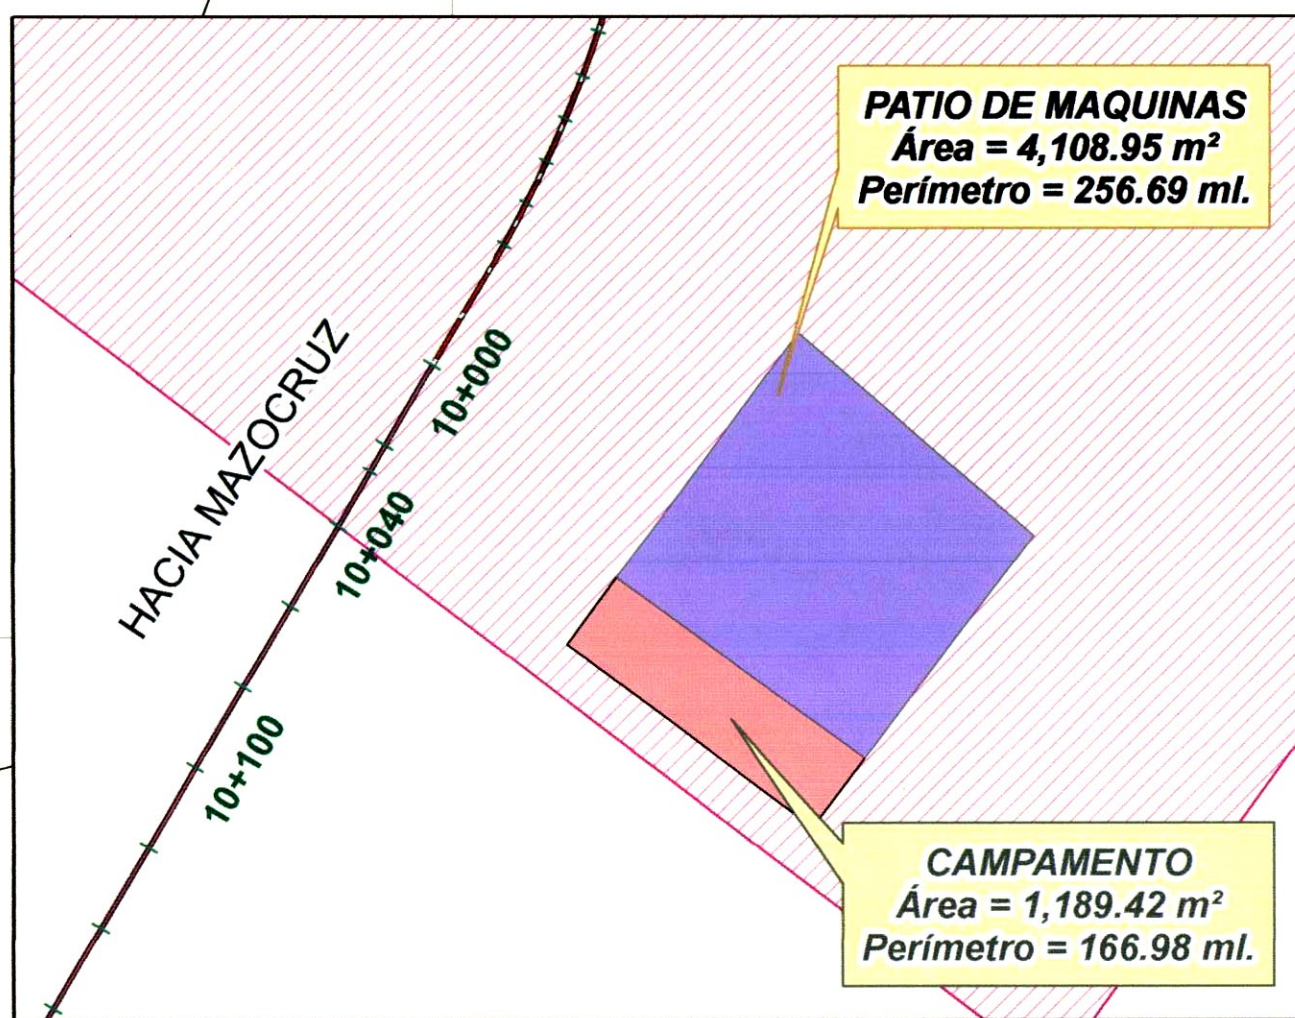 PATIO DE MAQUINAS
Área = 4,108.95 m²
Perímetro = 256.69 ml.
HACIA MAZOCRUZ
10+000
10+040
10+100
CAMPAMENTO
Área = 1,189.42 m²
Perímetro = 166.98 ml.